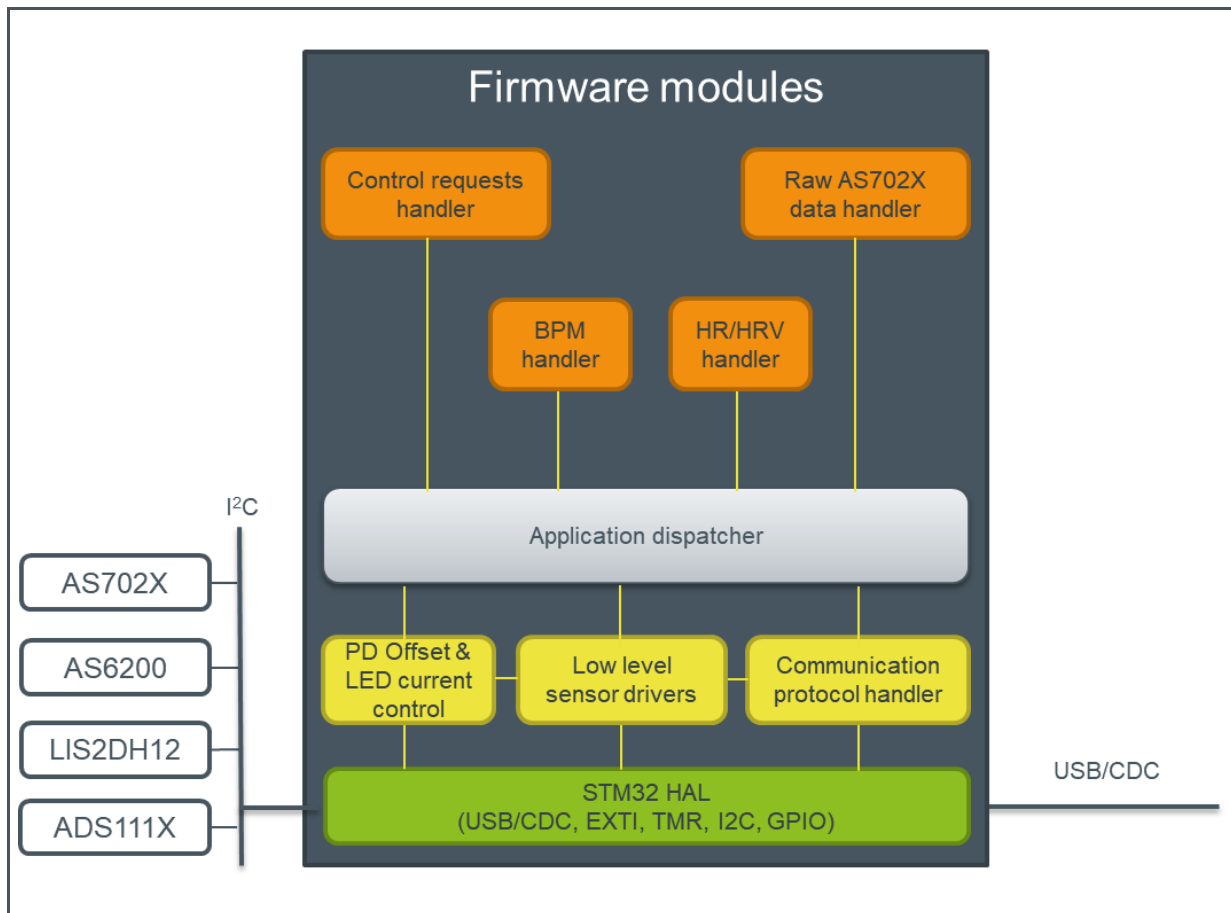 Firmware modules
Control requests
handler
Raw AS702X
data handler
BPM
handler
HR/HRV
handler
I²C
Application dispatcher
AS702X
AS6200
LIS2DH12
ADS111X
PD Offset &
LED current
control
Low level
sensor drivers
Communication
protocol handler
STM32 HAL
(USB/CDC, EXTI, TMR, I2C, GPIO)
USB/CDC